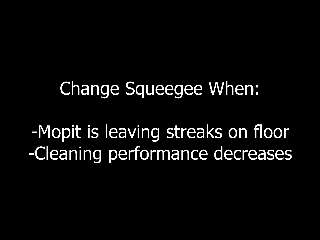 Change Squeegee When:
-Mopit is leaving streaks on floor
-Cleaning performance decreases